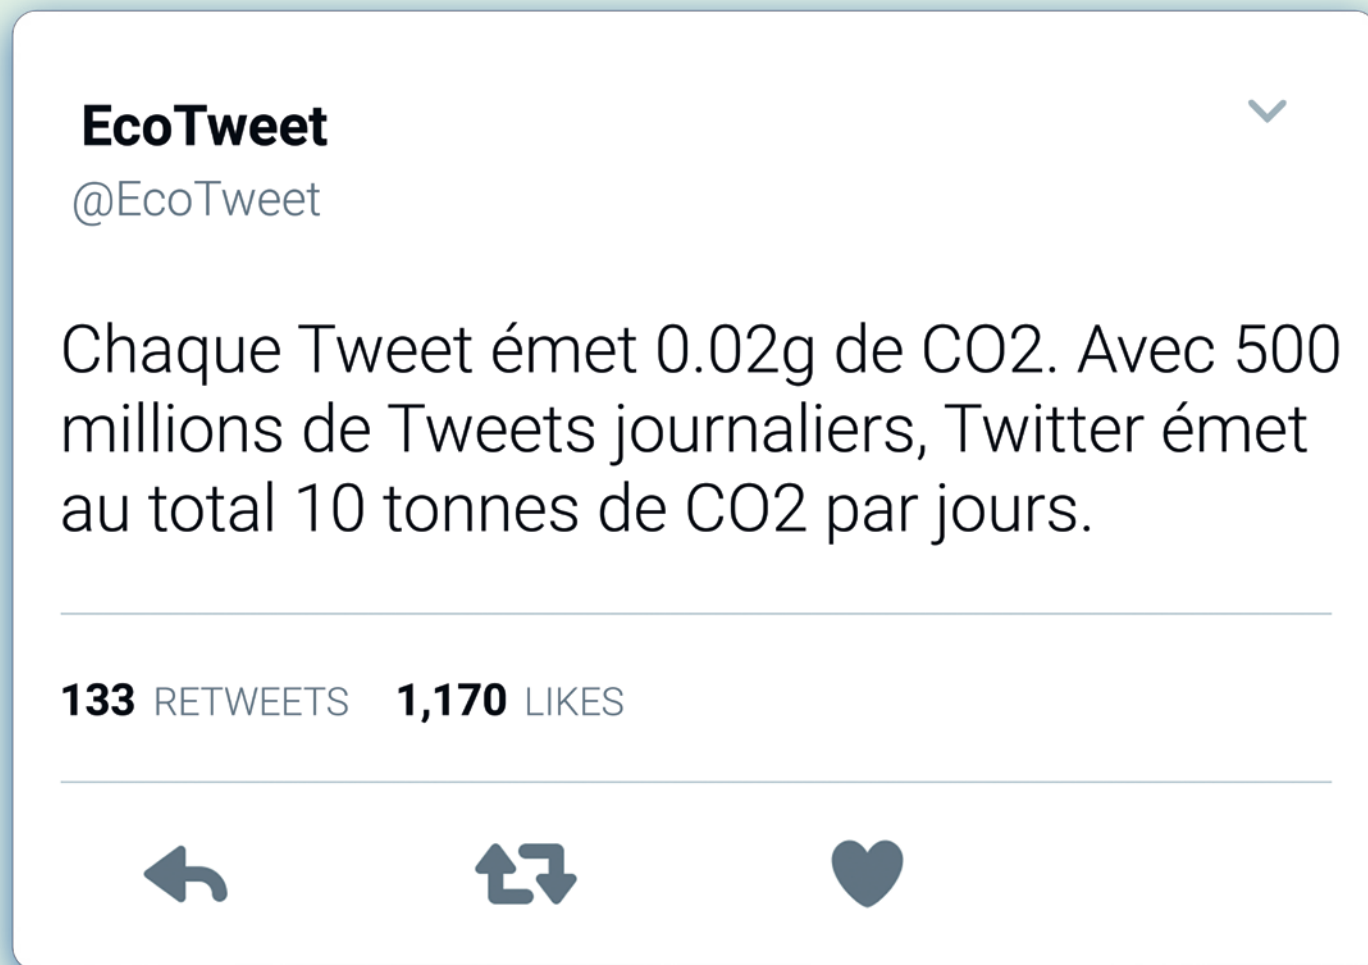 EcoTweet
@EcoTweet
Chaque Tweet émet 0.02g de CO2. Avec 500
millions de Tweets journaliers, Twitter émet
au total 10 tonnes de CO2 par jours.
133 RETWEETS 1,170 LIKES